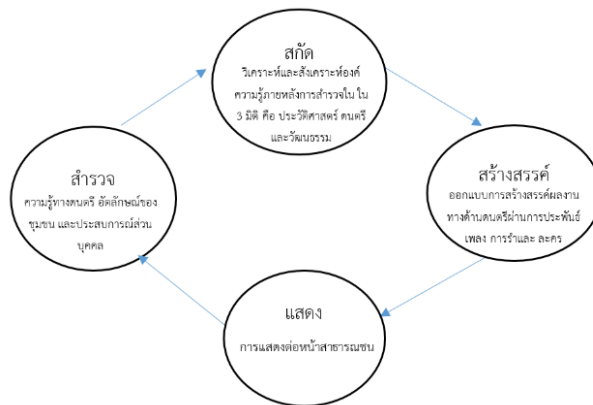 สกัด
วิเคราะห์และสังเคราะห์องค์
ความรู้ภายหลังการสำรวจใน ใน
3 มิติ คือ ประวัติศาสตร์ ดนตรี
และวัฒนธรรม
สร้างสรรค์
ออกแบบการสร้างสรรค์ผลงาน
ทางด้านดนตรีผ่านการประพันธ์
เพลง การรำและ ละคร
แสดง
การแสดงต่อหน้าสาธารณชน
สำรวจ
ความรู้ทางดนตรี อัตลักษณ์ของ
ชุมชน และประสบการณ์ส่วน
บุคคล